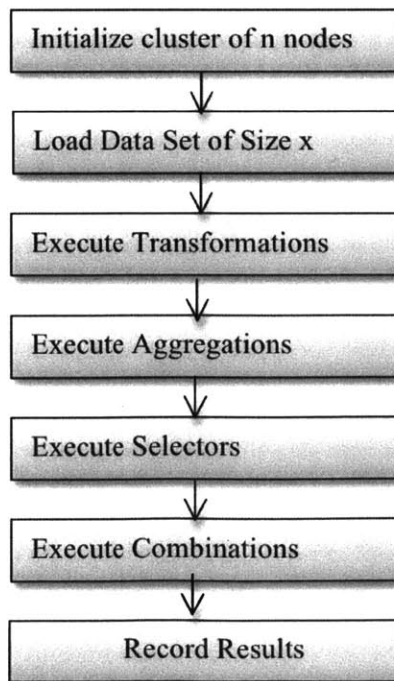 Initialize cluster of n nodes
Load Data Set of Size x
Execute Transformations
Execute Aggregations
Execute Selectors
Execute Combinations
Record Results